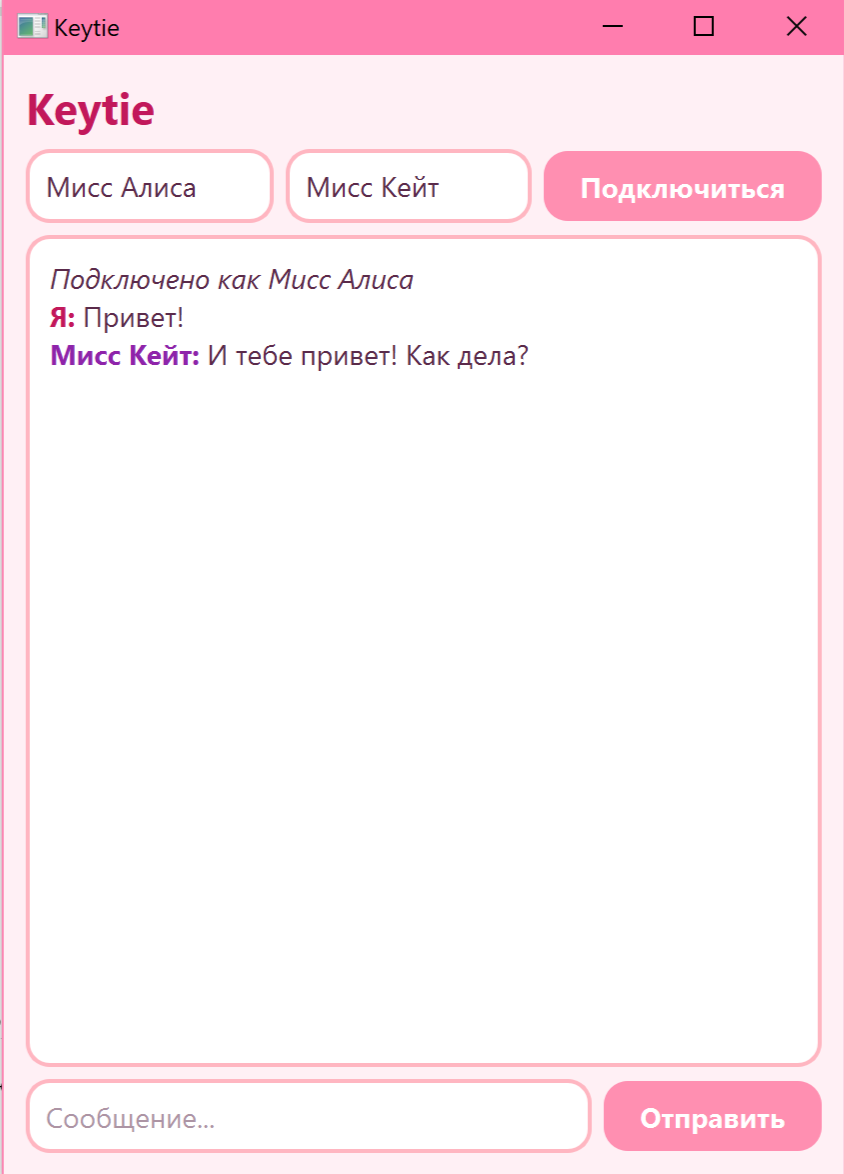 Keytie
Keytie
Мисс Алиса
Мисс Кейт
Подключиться
Подключено как Мисс Алиса
Я: Привет!
Мисс Кейт: И тебе привет! Как дела?
Сообщение...
Отправить